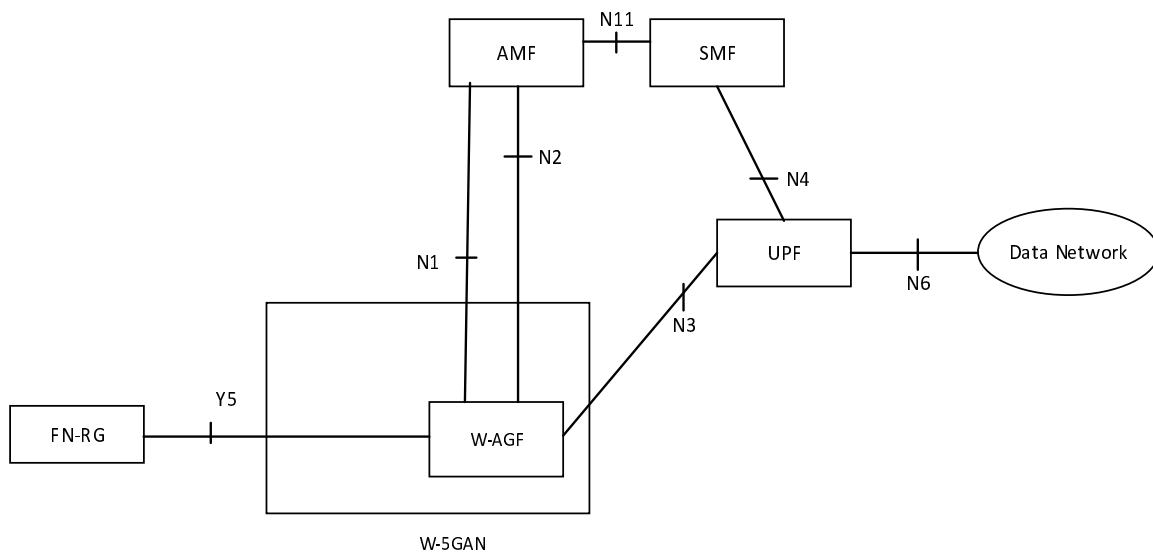 N11
AMF
SMF
N2
N4
N1
UPF
Data Network
N6
N3
Y5
FN-RG
W-AGF
W-5GAN